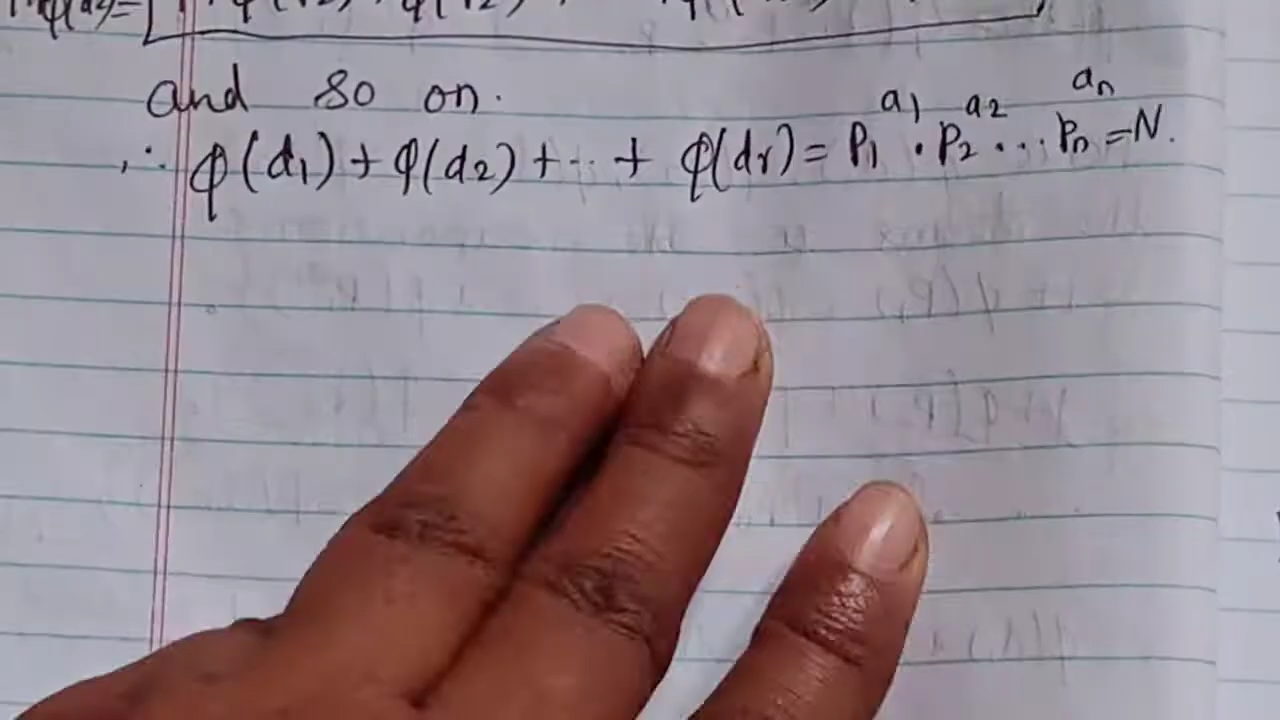 and so on.
∴ φ(d1) + φ(d2) + ... + φ(dr) = P1^a1 . P2^a2 ... Pn^an = N.